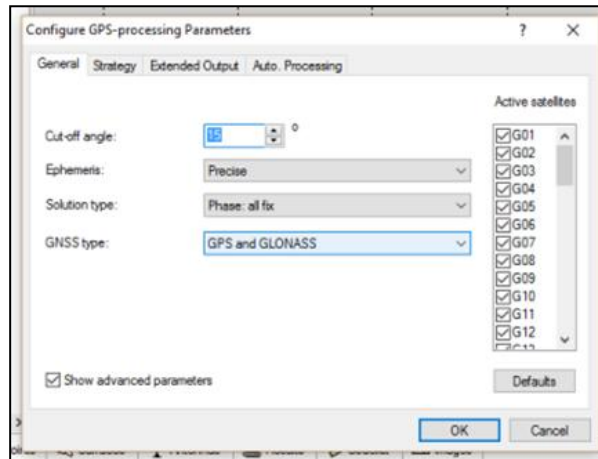 Configure GPS-processing Parameters ? ×
General Strategy Extended Output Auto. Processing
Active satellites
Cut-off angle: 15 °
Ephemeris: Precise
Solution type: Phase: all fix
GNSS type: GPS and GLONASS
G01
G02
G03
G04
G05
G06
G07
G08
G09
G10
G11
G12
Show advanced parameters
Defaults
OK Cancel